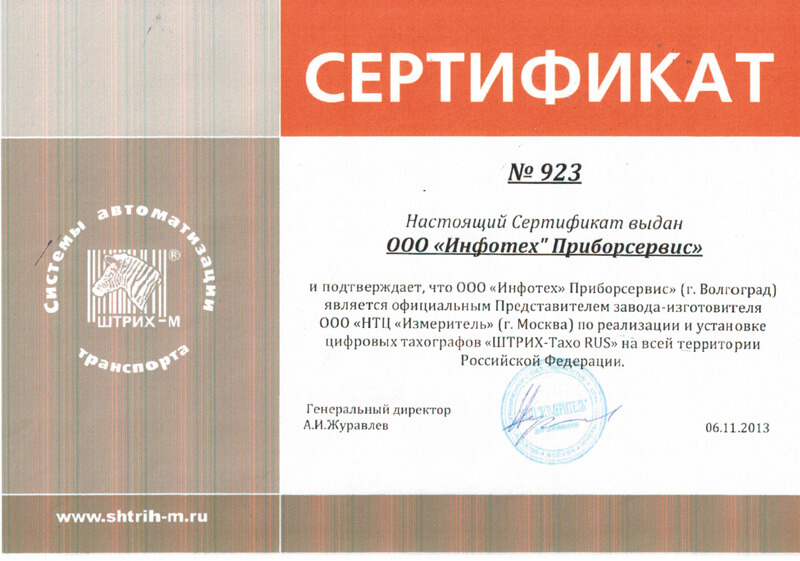 СЕРТИФИКАТ
№ 923
Настоящий Сертификат выдан
ООО «Инфотех" Приборсервис»
и подтверждает, что ООО «Инфотех» Приборсервис» (г. Волгоград)
является официальным Представителем завода-изготовителя
ООО «НТЦ «Измеритель» (г. Москва) по реализации и установке
цифровых тахографов «ШТРИХ-Тахо RUS» на всей территории
Российской Федерации.
Генеральный директор
А.И.Журавлев
06.11.2013
Системы автоматизации
®
ШТРИХ-М
транспорта
www.shtrih-m.ru